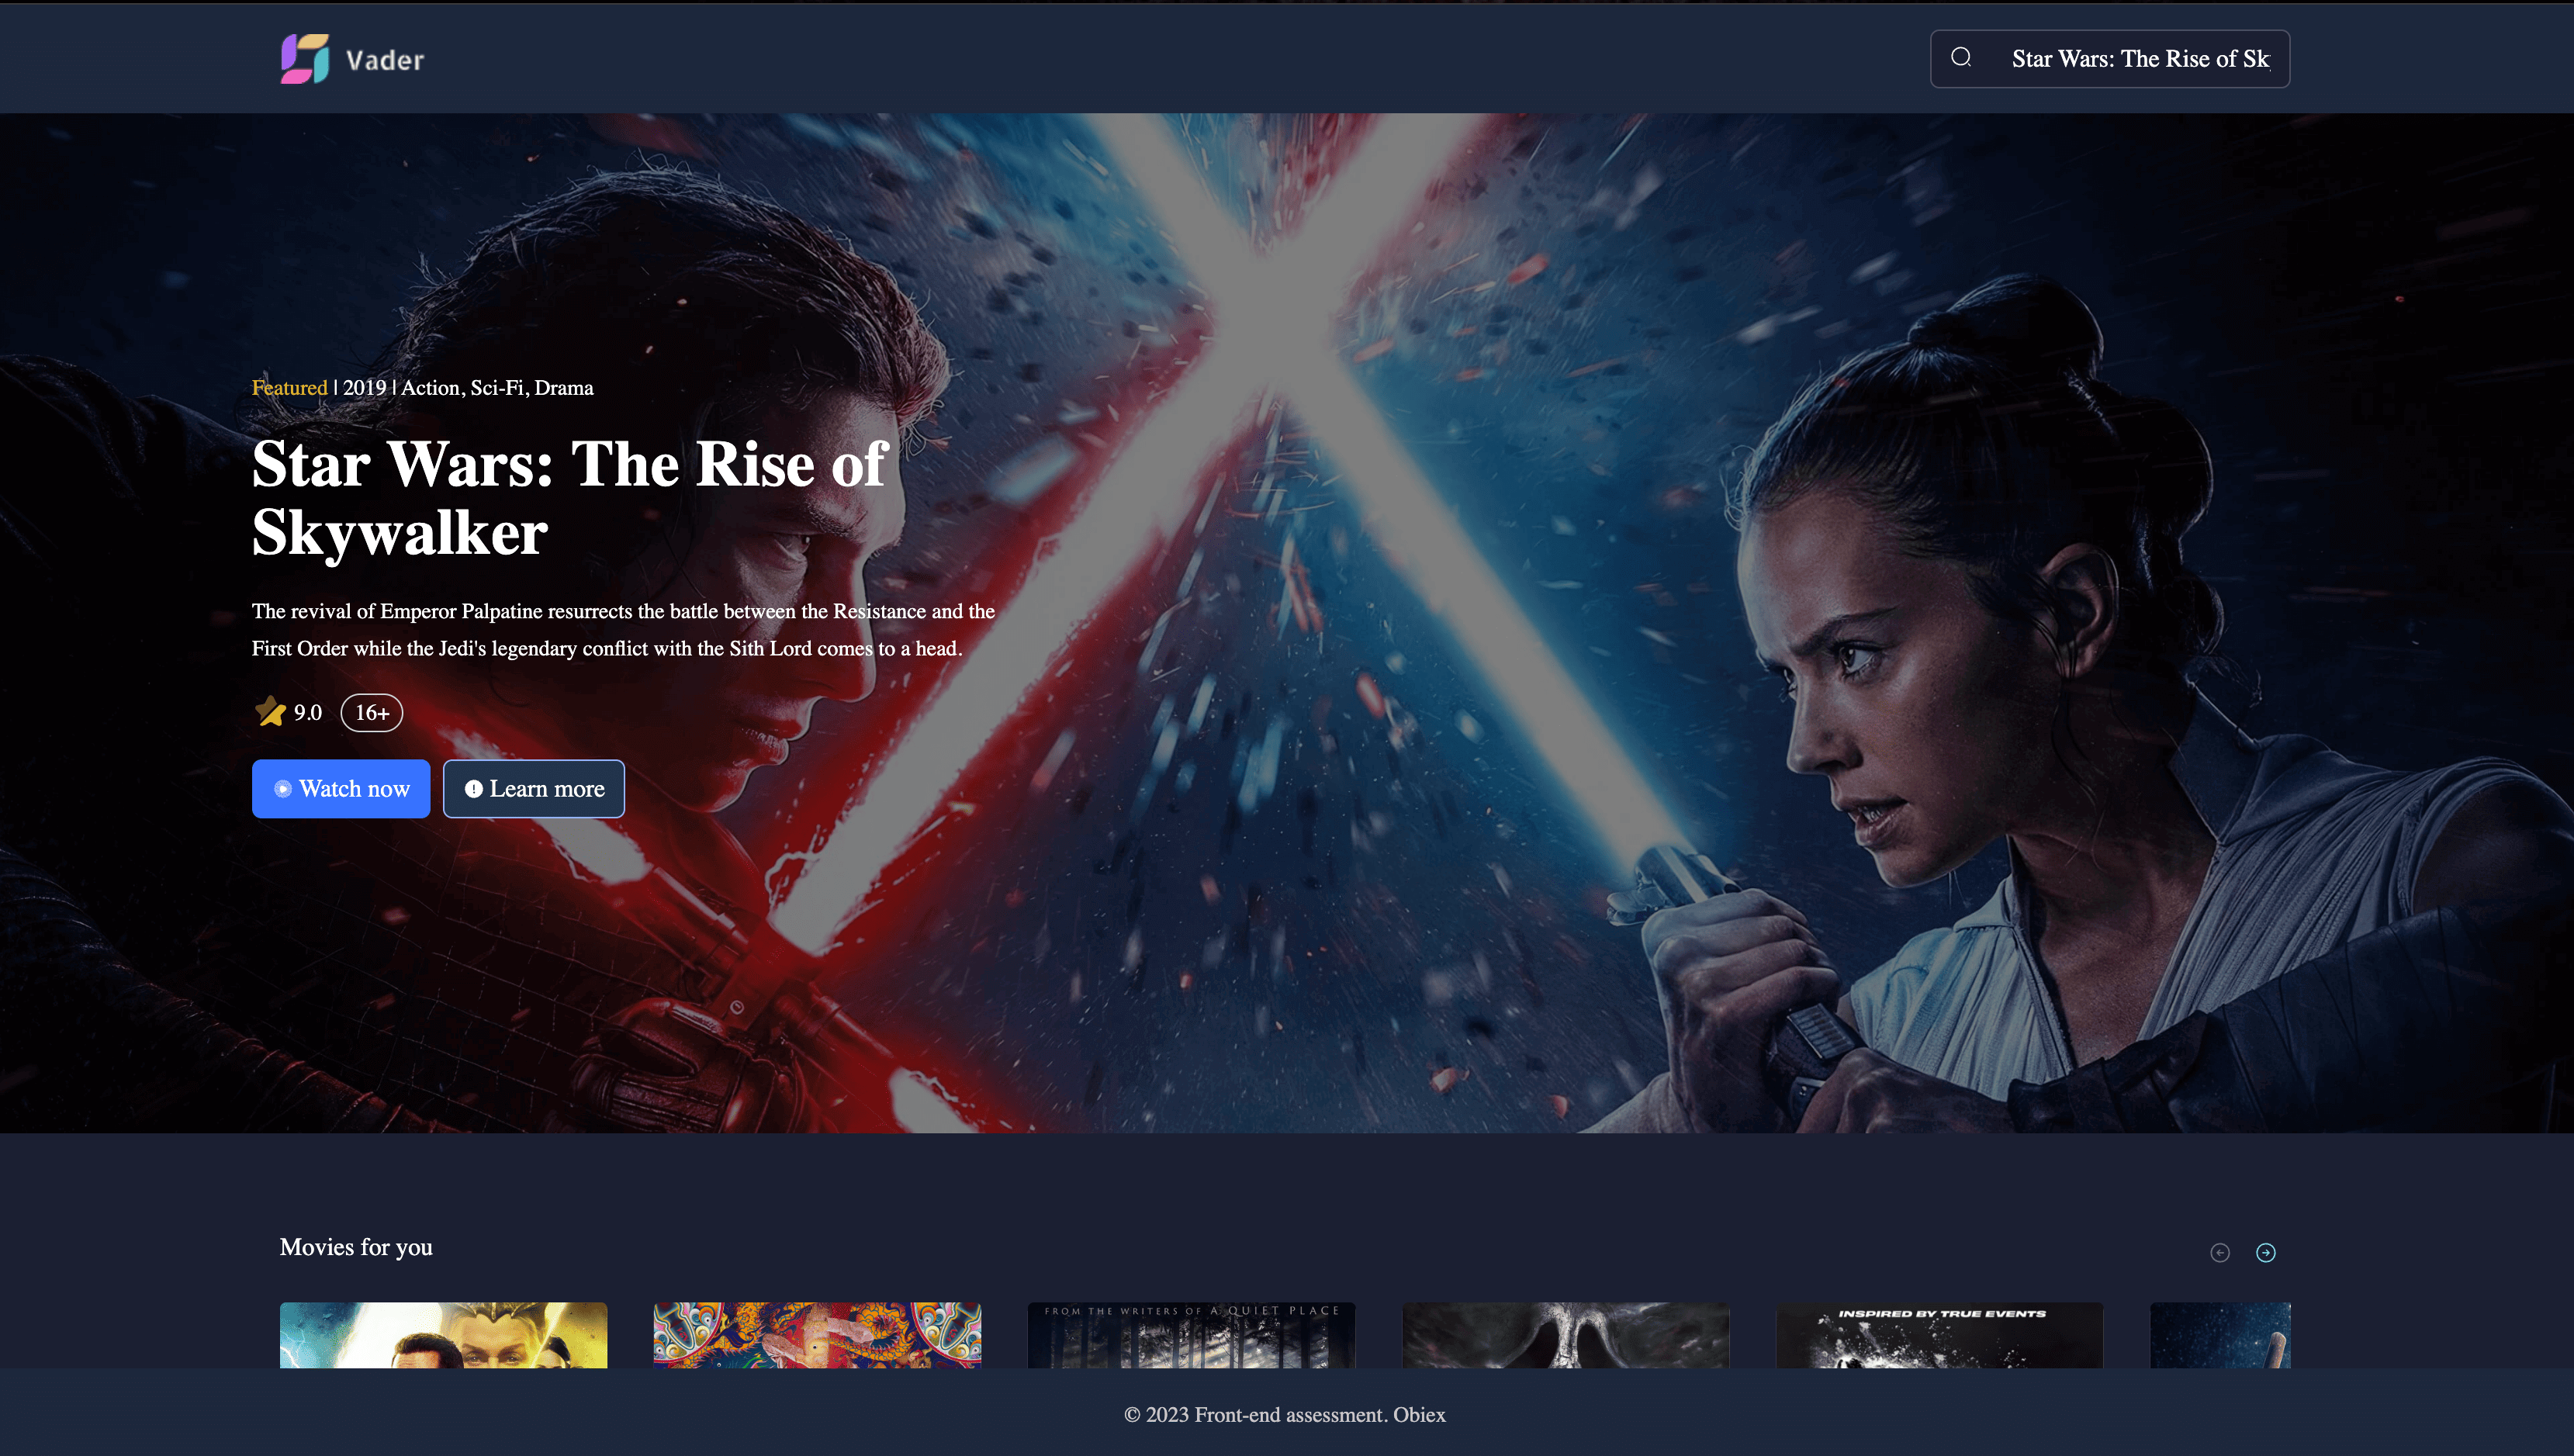 Vader
Star Wars: The Rise of Sk
Featured | 2019 | Action, Sci-Fi, Drama
Star Wars: The Rise of
Skywalker
The revival of Emperor Palpatine resurrects the battle between the Resistance and the
First Order while the Jedi's legendary conflict with the Sith Lord comes to a head.
9.0 16+
Watch now Learn more
Movies for you
FROM THE WRITERS OF A QUIET PLACE
INSPIRED BY TRUE EVENTS
© 2023 Front-end assessment. Obiex